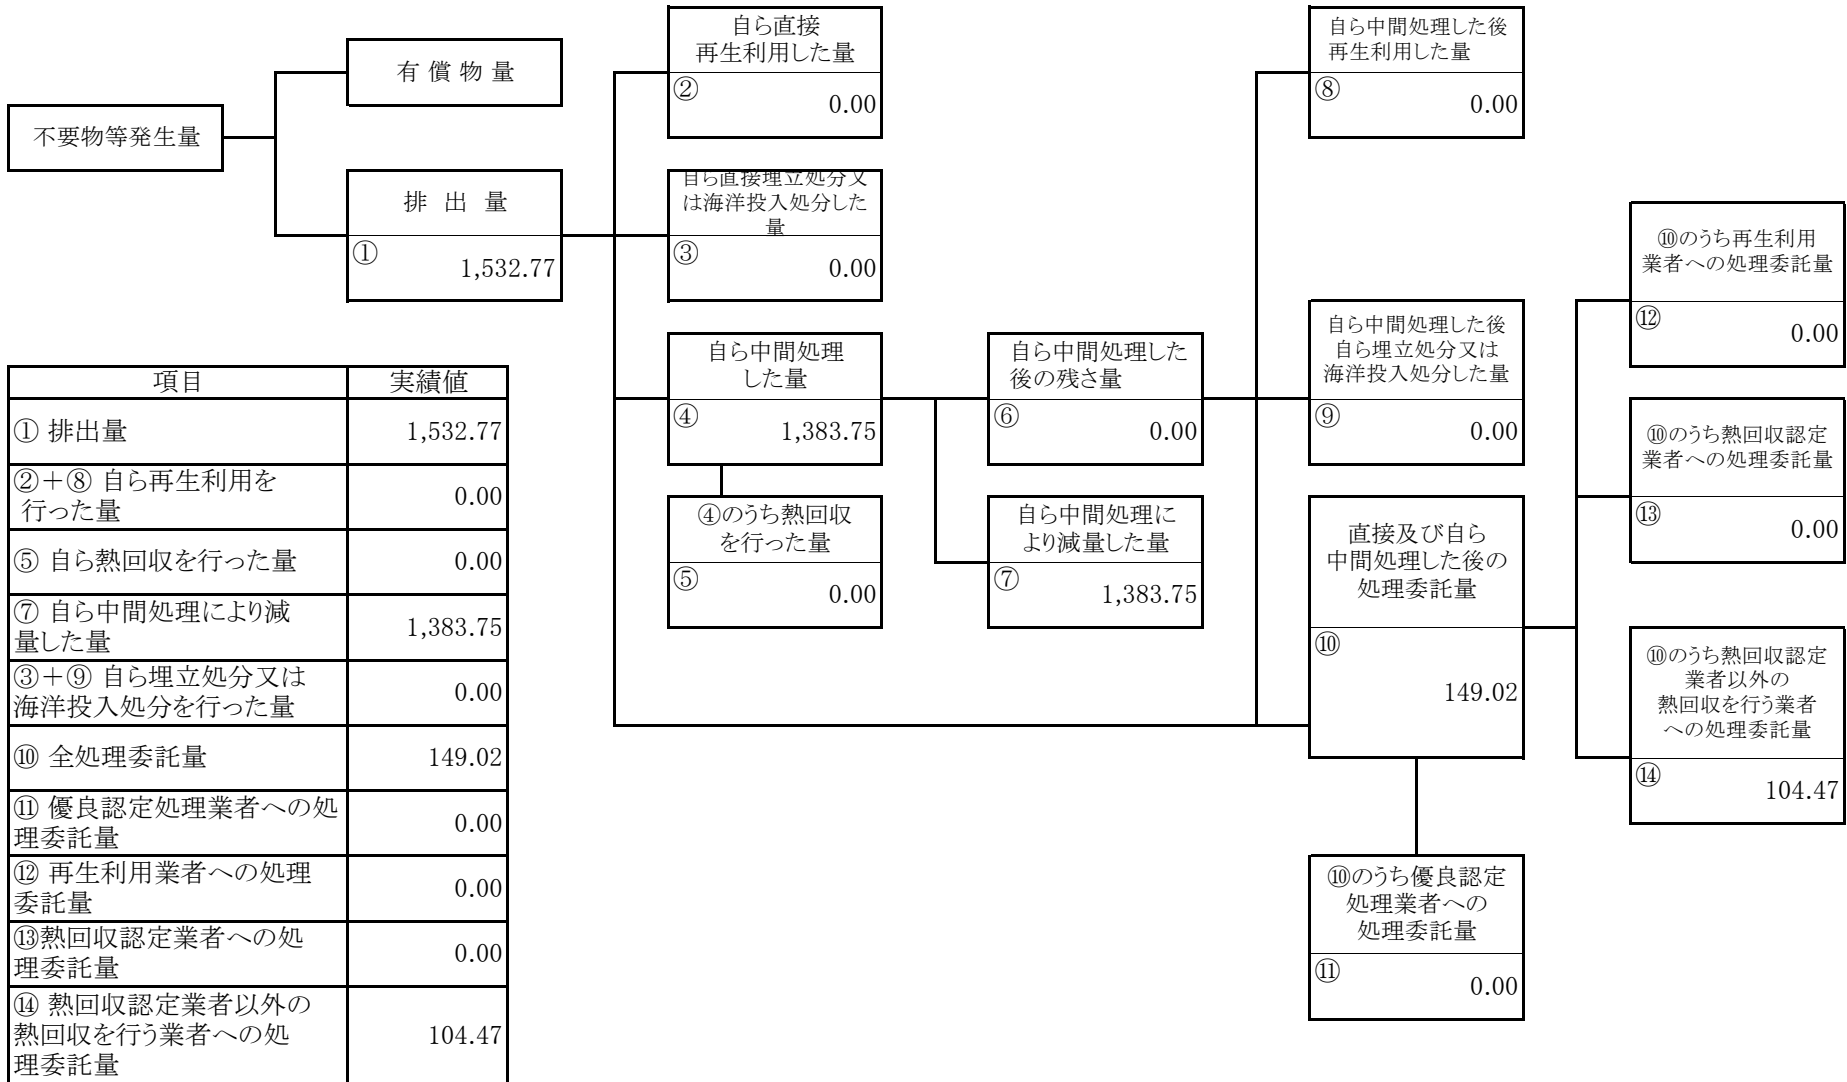 不要物等発生量
有 償 物 量
排 出 量
①
1,532.77
自ら直接
再生利用した量
②
0.00
自ら直接埋立処分又
は海洋投入処分した
量
③
0.00
自ら中間処理
した量
④
1,383.75
④のうち熱回収
を行った量
⑤
0.00
自ら中間処理した
後の残さ量
⑥
0.00
自ら中間処理に
より減量した量
⑦
1,383.75
自ら中間処理した後
再生利用した量
⑧
0.00
自ら中間処理した後
自ら埋立処分又は
海洋投入処分した量
⑨
0.00
直接及び自ら
中間処理した後の
処理委託量
⑩
149.02
⑩のうち優良認定
処理業者への
処理委託量
⑪
0.00
⑩のうち再生利用
業者への処理委託量
⑫
0.00
⑩のうち熱回収認定
業者への処理委託量
⑬
0.00
⑩のうち熱回収認定
業者以外の
熱回収を行う業者
への処理委託量
⑭
104.47
項目 実績値
① 排出量 1,532.77
②＋⑧ 自ら再生利用を
行った量 0.00
⑤ 自ら熱回収を行った量 0.00
⑦ 自ら中間処理により減
量した量 1,383.75
③＋⑨ 自ら埋立処分又は
海洋投入処分を行った量 0.00
⑩ 全処理委託量 149.02
⑪ 優良認定処理業者への処
理委託量 0.00
⑫ 再生利用業者への処理
委託量 0.00
⑬熱回収認定業者への処
理委託量 0.00
⑭ 熱回収認定業者以外の
熱回収を行う業者への処 104.47
理委託量